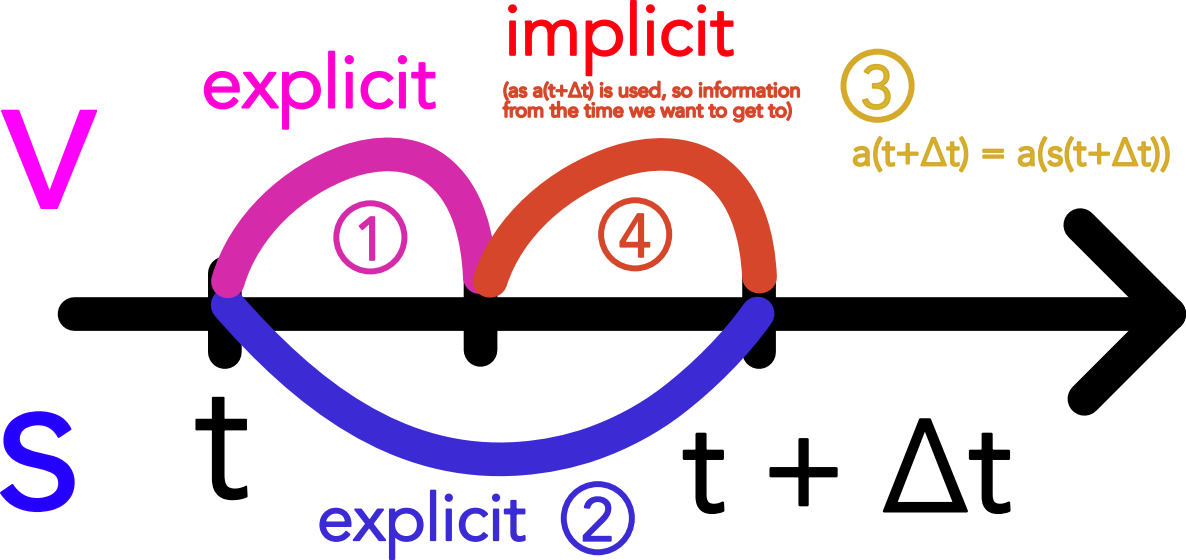 implicit
explicit
(as a(t+Δt) is used, so information
from the time we want to get to)
③
v
a(t+Δt) = a(s(t+Δt))
①
④
s
t
t + Δt
explicit ②